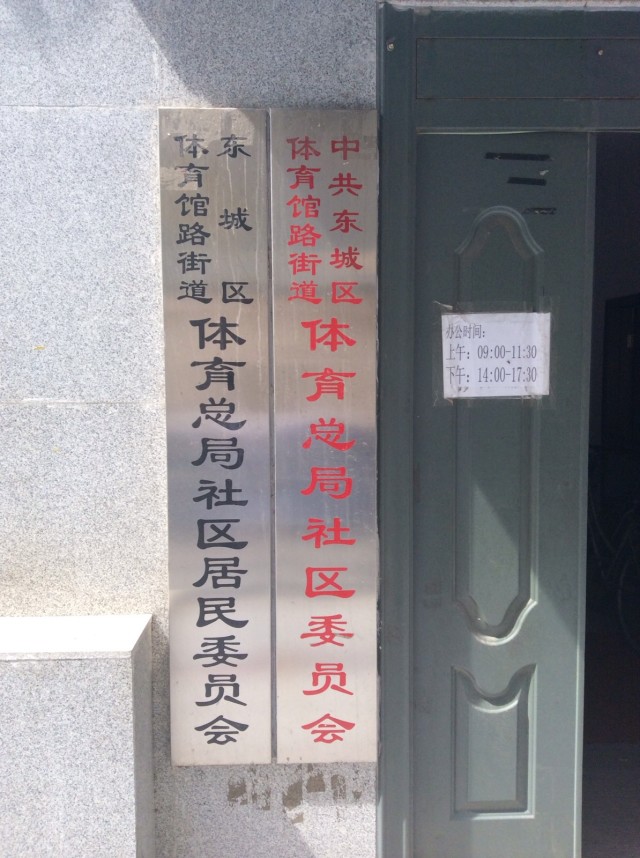 中共东城区
体育馆路街道
体育总局社区委员会
东城区
体育馆路街道
体育总局社区居民委员会
办公时间:
上午: 09:00-11:30
下午: 14:00-17:30